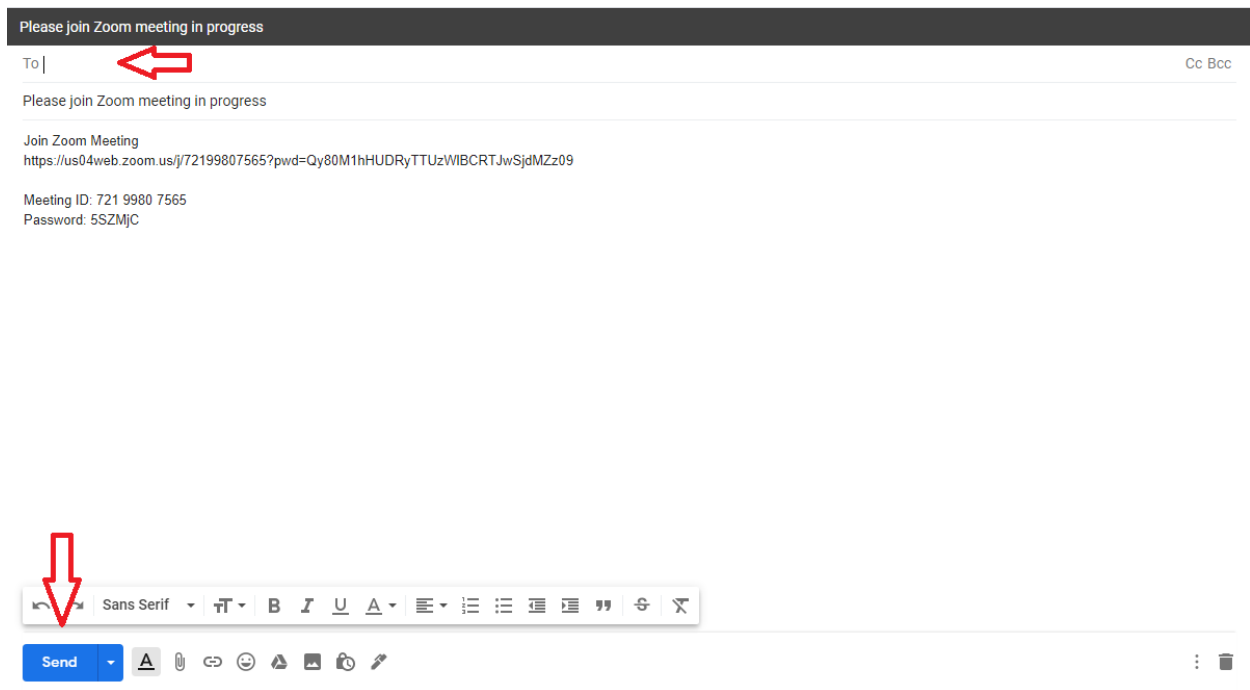 Please join Zoom meeting in progress
To
Cc Bcc
Please join Zoom meeting in progress
Join Zoom Meeting
https://us04web.zoom.us/j/72199807565?pwd=Qy80M1hHUDRyTTUzWlBCRTJwSjdMZz09
Meeting ID: 721 9980 7565
Password: 5SZMjC
Sans Serif
Send